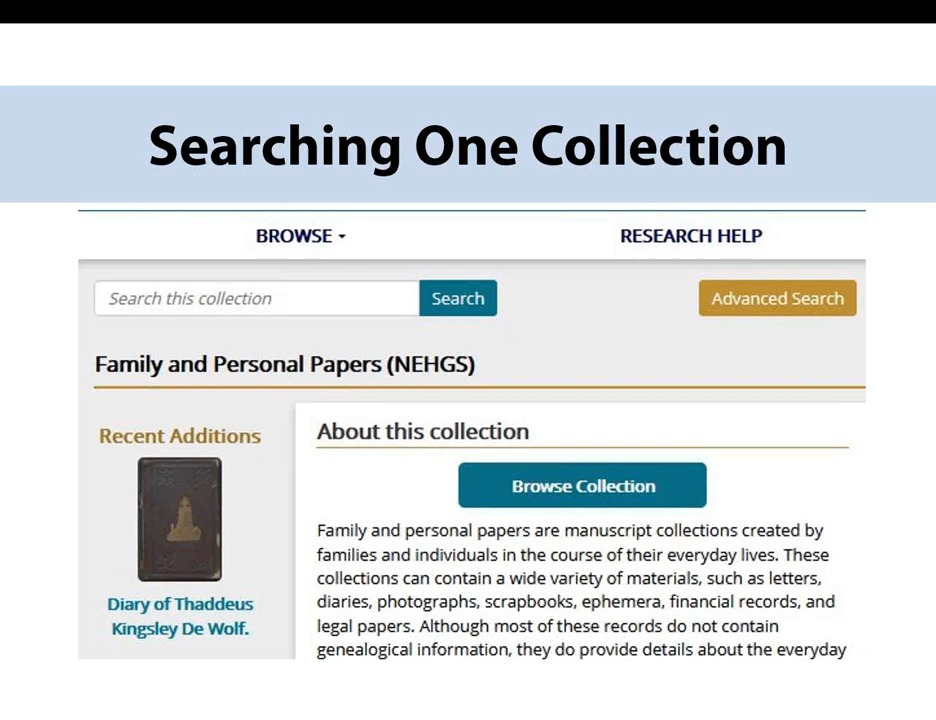 Searching One Collection
BROWSE RESEARCH HELP
Search this collection Search Advanced Search
Family and Personal Papers (NEHGS)
Recent Additions
Diary of Thaddeus
Kingsley De Wolf.
About this collection
Browse Collection
Family and personal papers are manuscript collections created by
families and individuals in the course of their everyday lives. These
collections can contain a wide variety of materials, such as letters,
diaries, photographs, scrapbooks, ephemera, financial records, and
legal papers. Although most of these records do not contain
genealogical information, they do provide details about the everyday